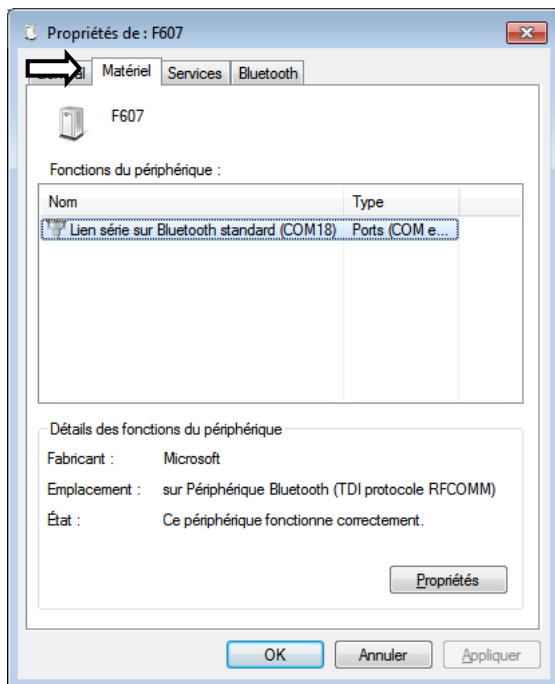 Propriétés de : F607
Matériel Services Bluetooth
F607
Fonctions du périphérique :
Nom Type
Lien série sur Bluetooth standard (COM18) Ports (COM e...
Détails des fonctions du périphérique
Fabricant : Microsoft
Emplacement : sur Périphérique Bluetooth (TDI protocole RFCOMM)
État : Ce périphérique fonctionne correctement.
Propriétés
OK Annuler Appliquer